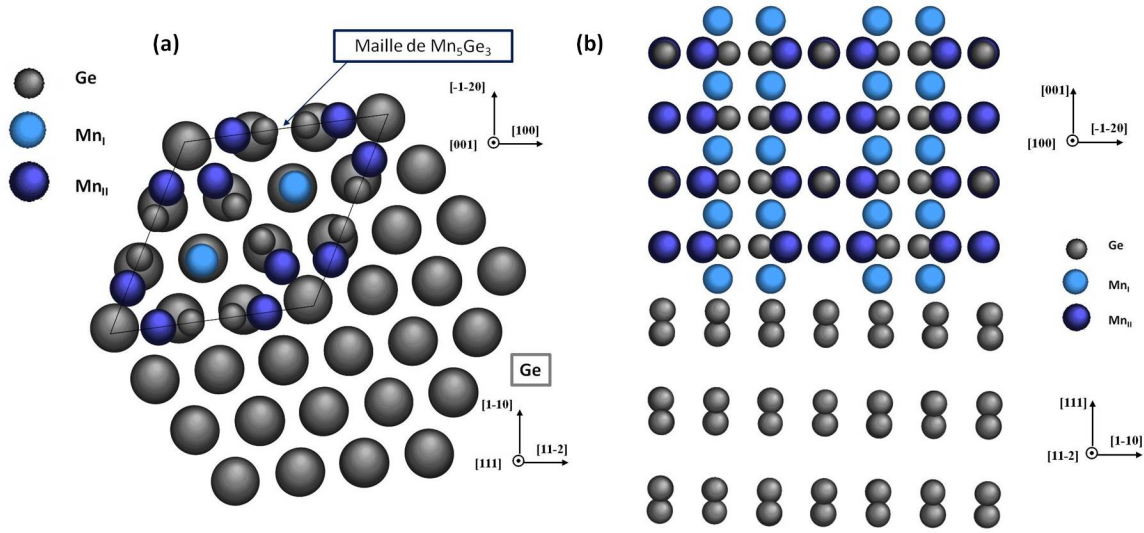 (a)
Maille de Mn5Ge3
Ge
MnI
MnII
[-1-20]
[001]
[100]
Ge
[1-10]
[111]
[11-2]
(b)
[001]
[100]
[-1-20]
Ge
MnI
MnII
[111]
[11-2]
[1-10]